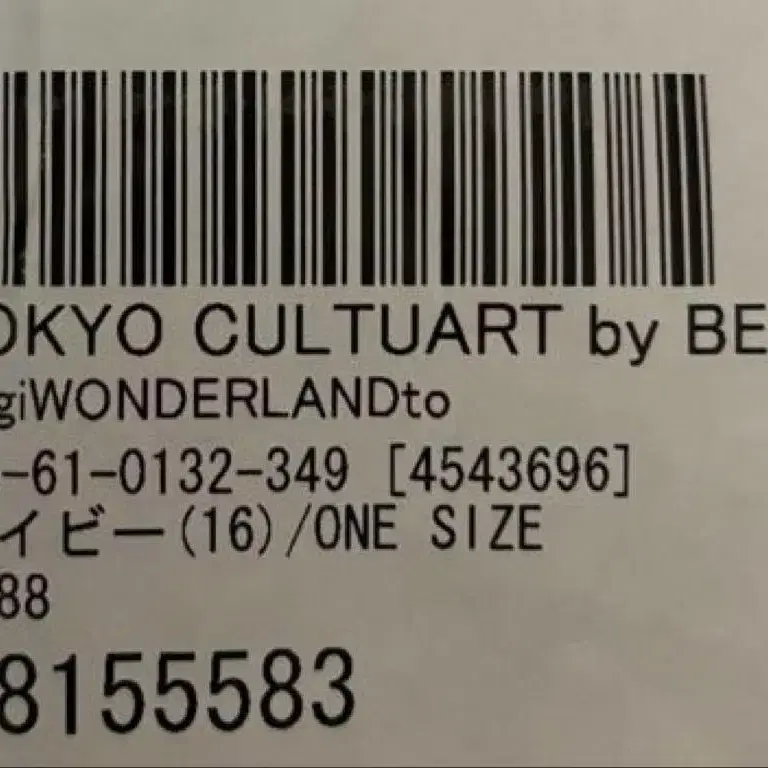 OKYO CULTUART by BE
giWONDERLANDto
-61-0132-349 [4543696]
イビー(16)/ONE SIZE
88
8155583